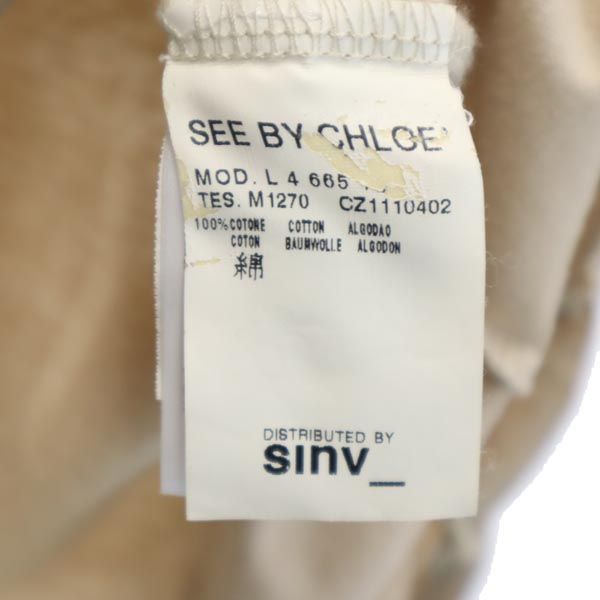 SEE BY CHLOE'
MOD. L 4 665
TES. M1270 CZ1110402
100%COTONE COTTON ALGODAO
COTON BAUMWOLLE ALGODON
綿
DISTRIBUTED BY
sinv_